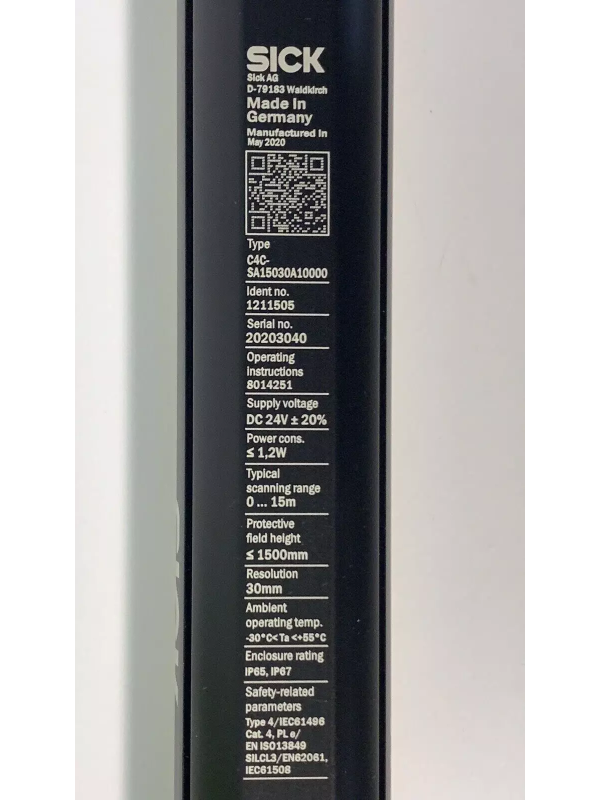 SICK
Sick AG
D-79183 Waldkirch
Made in
Germany
Manufactured in
May 2020
Type
C4C-
SA15030A10000
Ident no.
1211505
Serial no.
20203040
Operating
instructions
8014251
Supply voltage
DC 24V ± 20%
Power cons.
≤ 1,2W
Typical
scanning range
0 ... 15m
Protective
field height
≤ 1500mm
Resolution
30mm
Ambient
operating temp.
-30°C< Ta <+55°C
Enclosure rating
IP65, IP67
Safety-related
parameters
Type 4/IEC61496
Cat. 4, PL e/
EN ISO13849
SILCL3/EN62061,
IEC61508